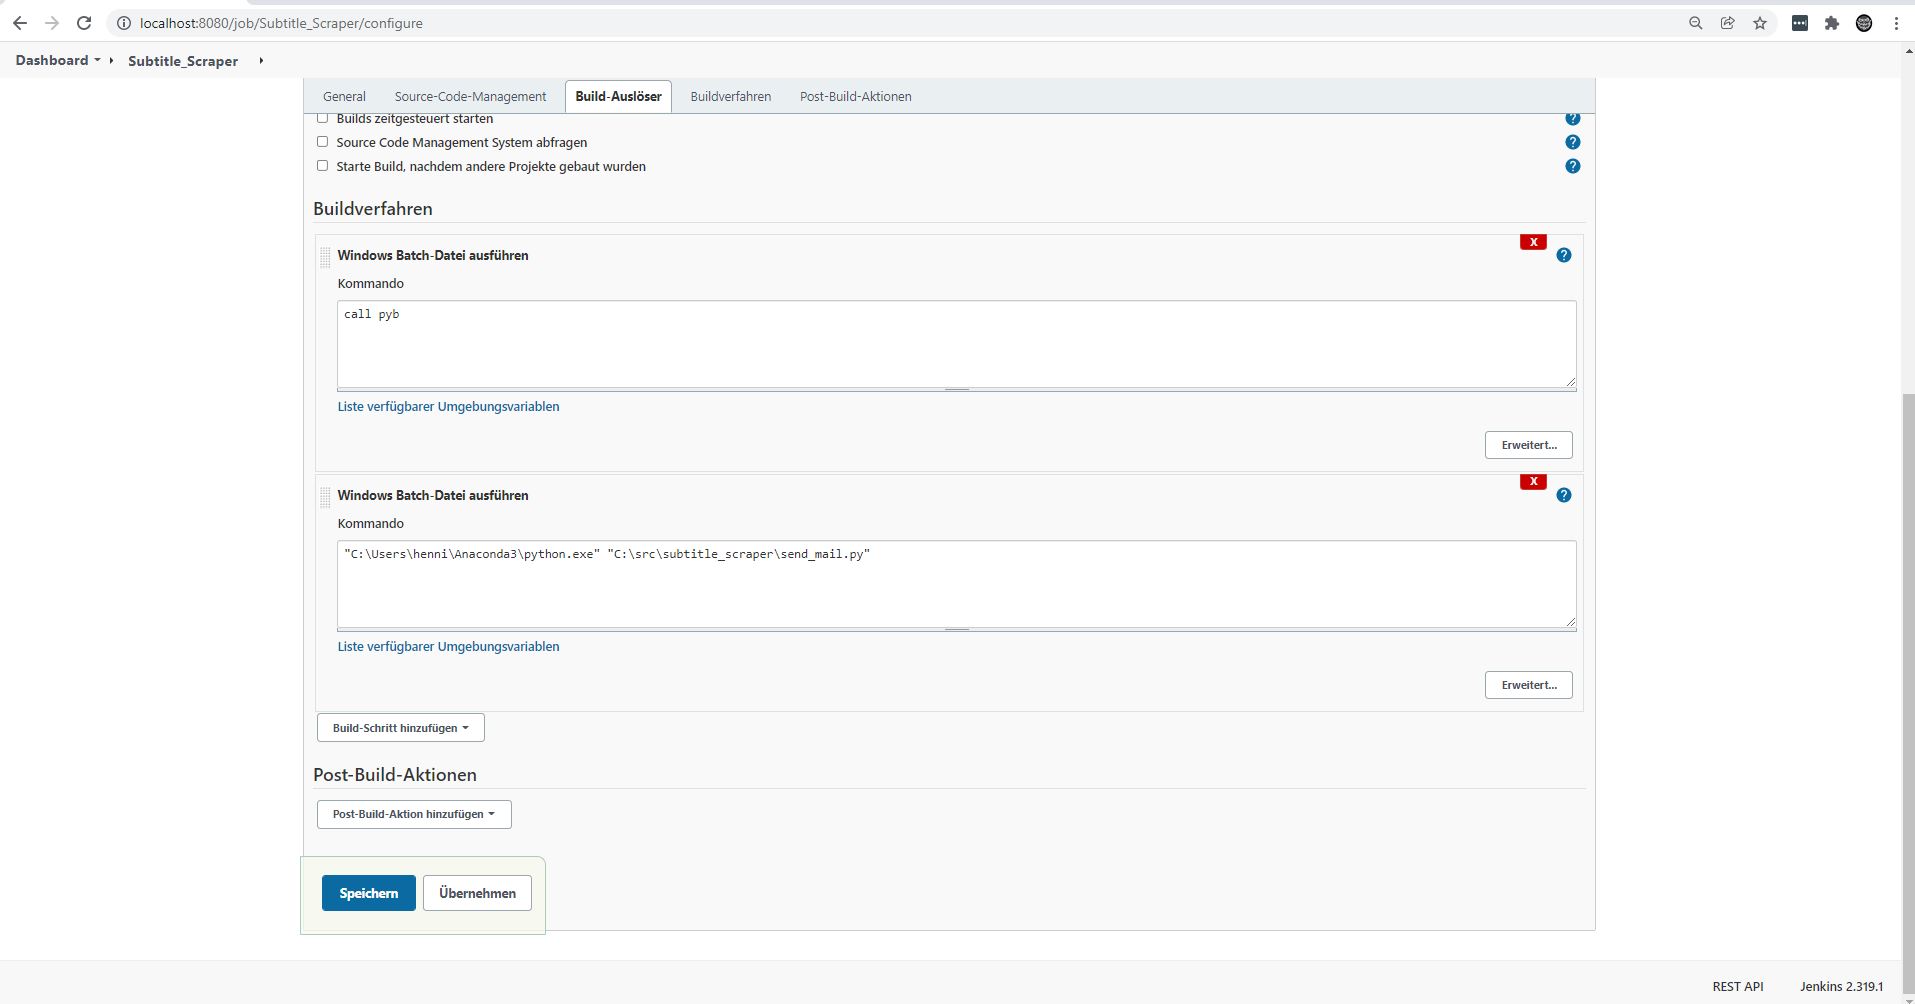 localhost:8080/job/Subtitle_Scraper/configure
Dashboard Subtitle_Scraper
General Source-Code-Management Build-Auslöser Buildverfahren Post-Build-Aktionen
Builds zeitgesteuert starten ?
Source Code Management System abfragen ?
Starte Build, nachdem andere Projekte gebaut wurden ?
Buildverfahren
X
Windows Batch-Datei ausführen ?
Kommando
call pyb
Liste verfügbarer Umgebungsvariablen
Erweitert...
X
Windows Batch-Datei ausführen ?
Kommando
"C:\Users\henni\Anaconda3\python.exe" "C:\src\subtitle_scraper\send_mail.py"
Liste verfügbarer Umgebungsvariablen
Erweitert...
Build-Schritt hinzufügen
Post-Build-Aktionen
Post-Build-Aktion hinzufügen
Speichern Übernehmen
REST API Jenkins 2.319.1